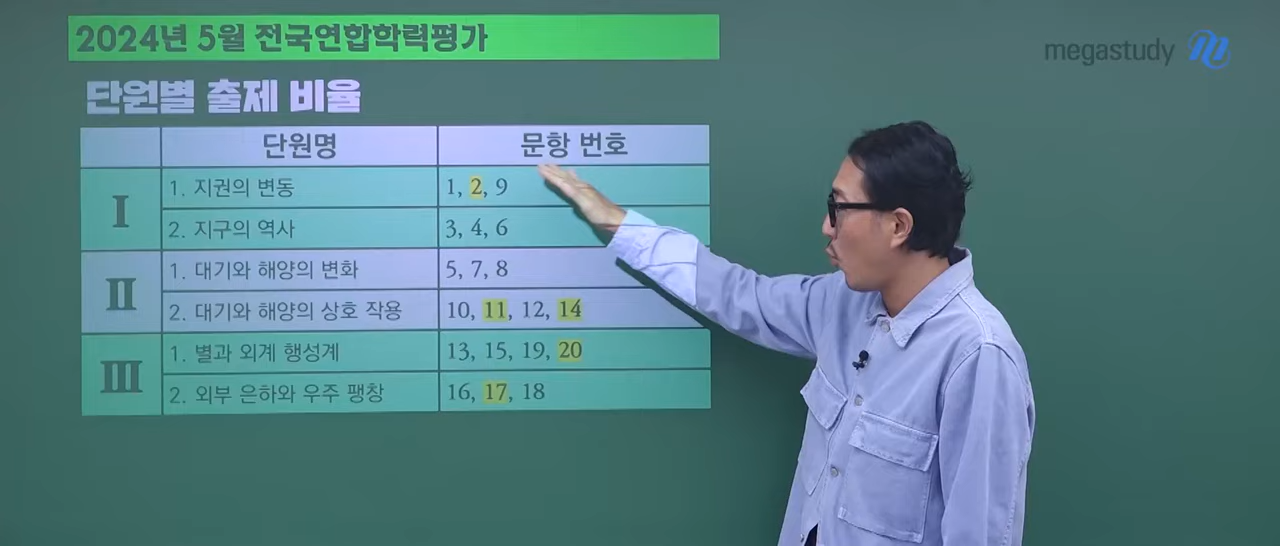 2024년 5월 전국연합학력평가
megastudy
단원별 출제 비율
단원명 문항 번호
I 1. 지권의 변동 1, 2, 9
2. 지구의 역사 3, 4, 6
II 1. 대기와 해양의 변화 5, 7, 8
2. 대기와 해양의 상호 작용 10, 11, 12, 14
III 1. 별과 외계 행성계 13, 15, 19, 20
2. 외부 은하와 우주 팽창 16, 17, 18